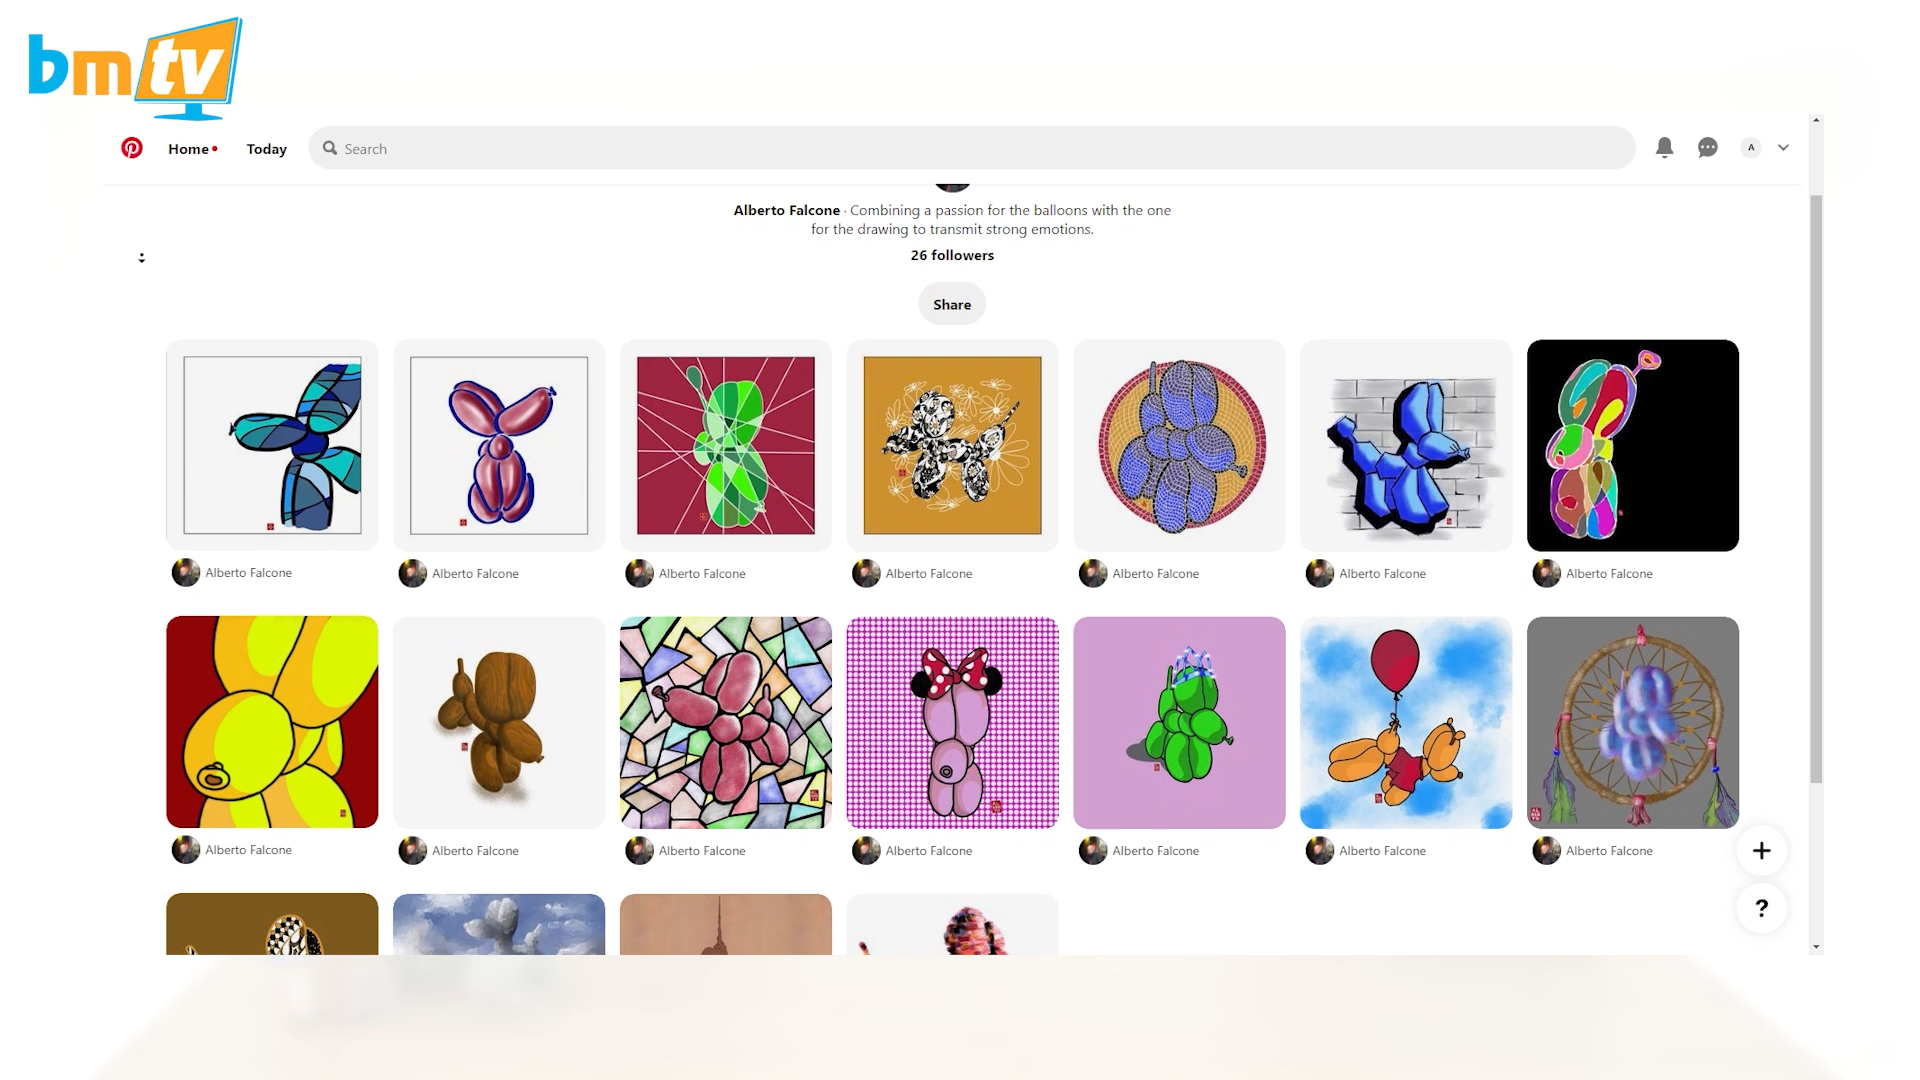 bmtv
Home
Today
Search
A
Alberto Falcone · Combining a passion for the balloons with the one
for the drawing to transmit strong emotions.
26 followers
Share
Alberto Falcone
Alberto Falcone
Alberto Falcone
Alberto Falcone
Alberto Falcone
Alberto Falcone
Alberto Falcone
Alberto Falcone
Alberto Falcone
Alberto Falcone
Alberto Falcone
Alberto Falcone
Alberto Falcone
Alberto Falcone
+
?